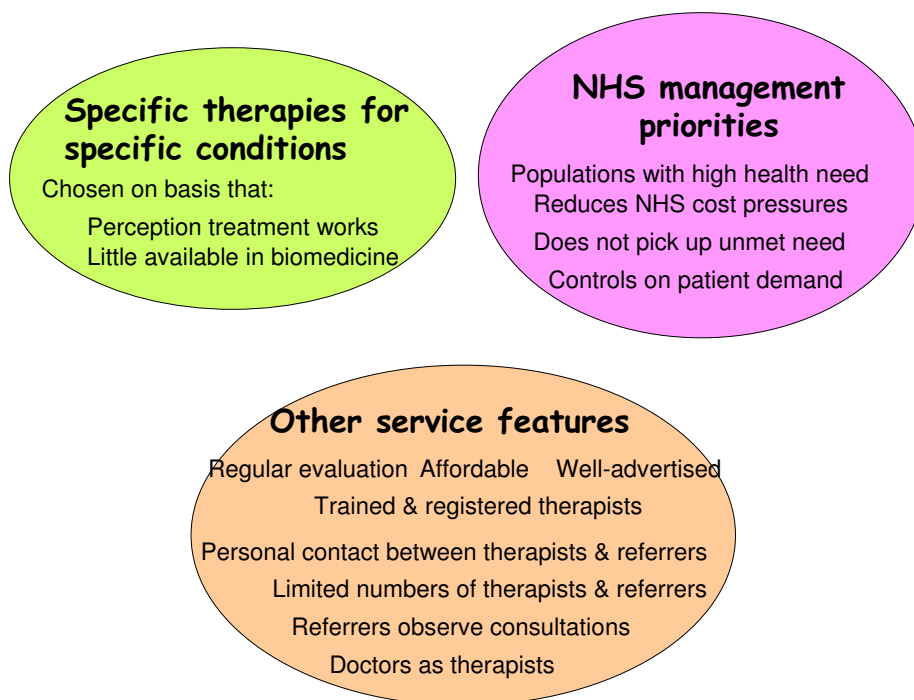 Specific therapies for
specific conditions
Chosen on basis that:
Perception treatment works
Little available in biomedicine
NHS management
priorities
Populations with high health need
Reduces NHS cost pressures
Does not pick up unmet need
Controls on patient demand
Other service features
Regular evaluation Affordable Well-advertised
Trained & registered therapists
Personal contact between therapists & referrers
Limited numbers of therapists & referrers
Referrers observe consultations
Doctors as therapists